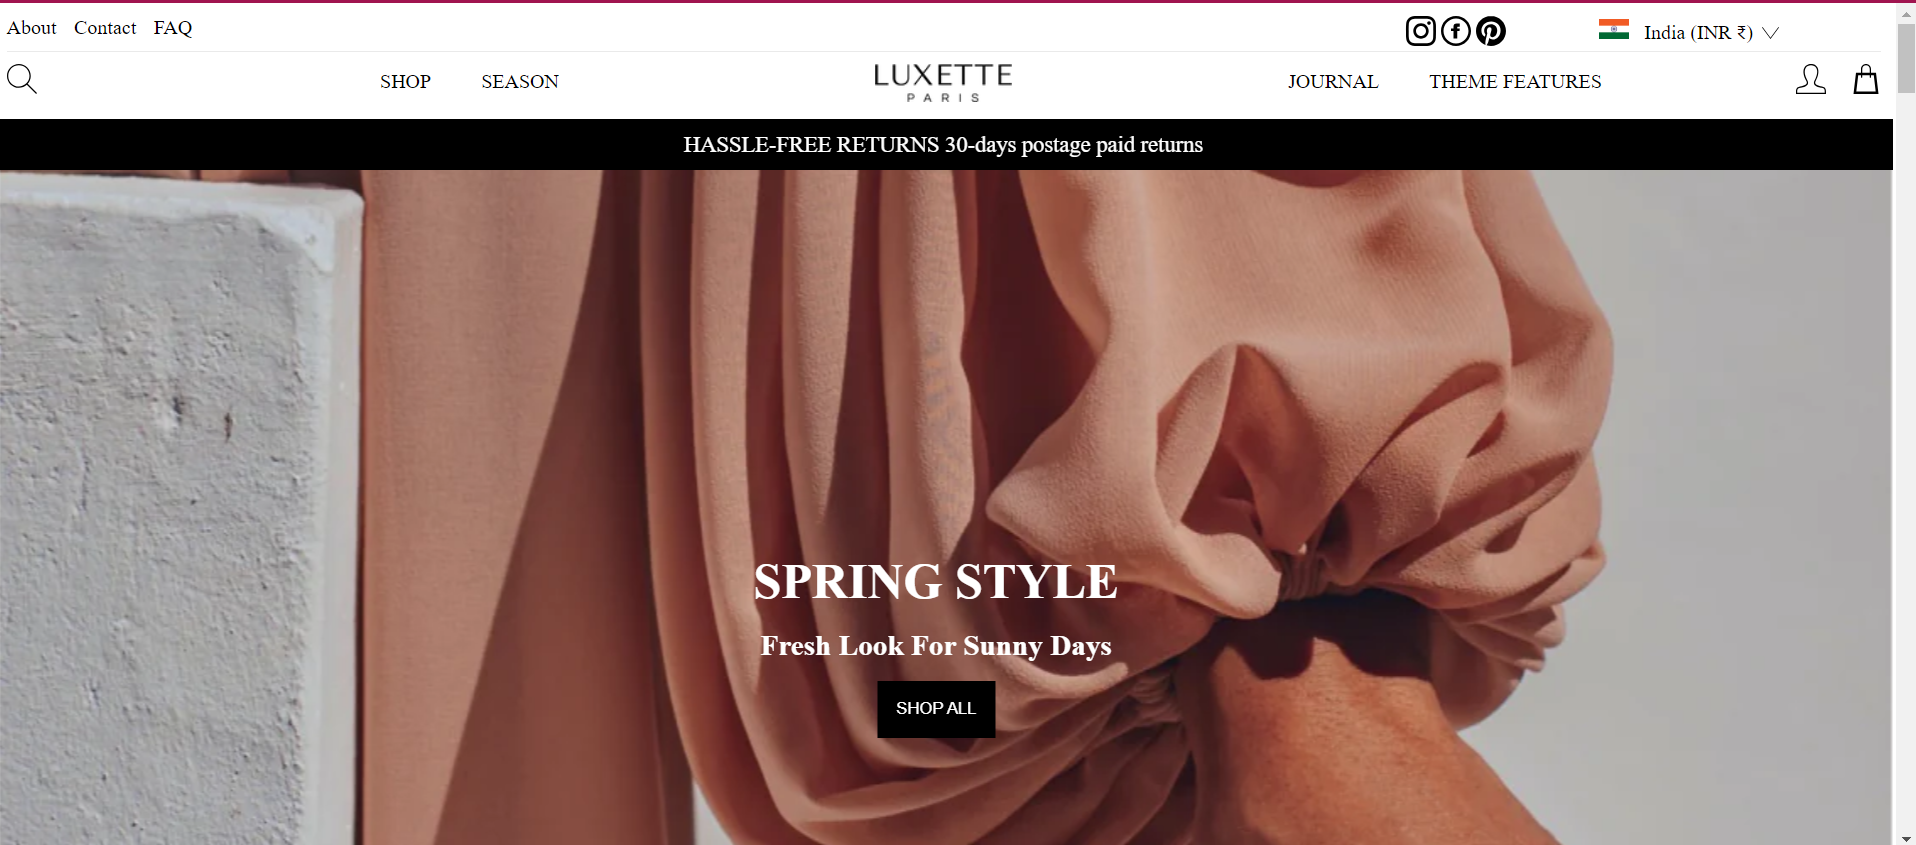 About Contact FAQ India (INR ₹)
SHOP SEASON LUXETTE JOURNAL THEME FEATURES
PARIS
HASSLE-FREE RETURNS 30-days postage paid returns
SPRING STYLE
Fresh Look For Sunny Days
SHOP ALL